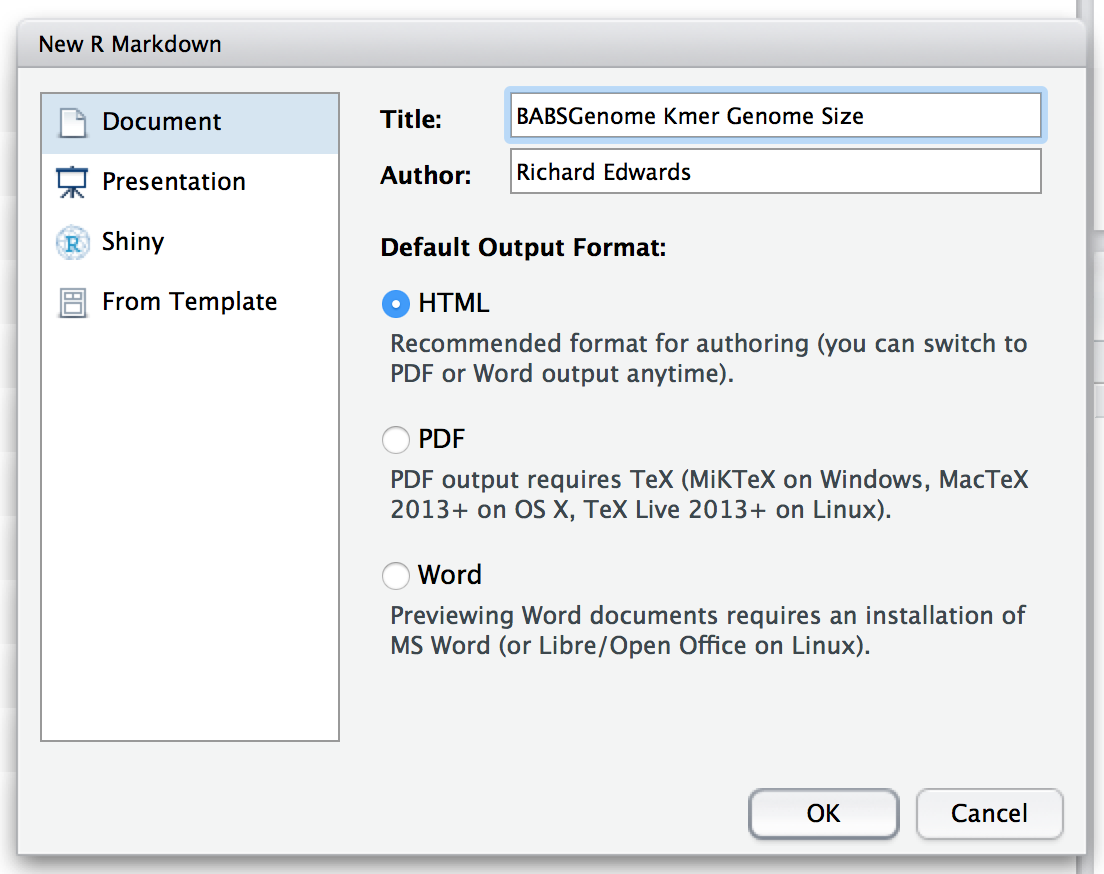 New R Markdown
Document
Presentation
Shiny
From Template
Title: BABSGenome Kmer Genome Size
Author: Richard Edwards
Default Output Format:
HTML
Recommended format for authoring (you can switch to
PDF or Word output anytime).
PDF
PDF output requires TeX (MiKTeX on Windows, MacTeX
2013+ on OS X, TeX Live 2013+ on Linux).
Word
Previewing Word documents requires an installation of
MS Word (or Libre/Open Office on Linux).
OK
Cancel